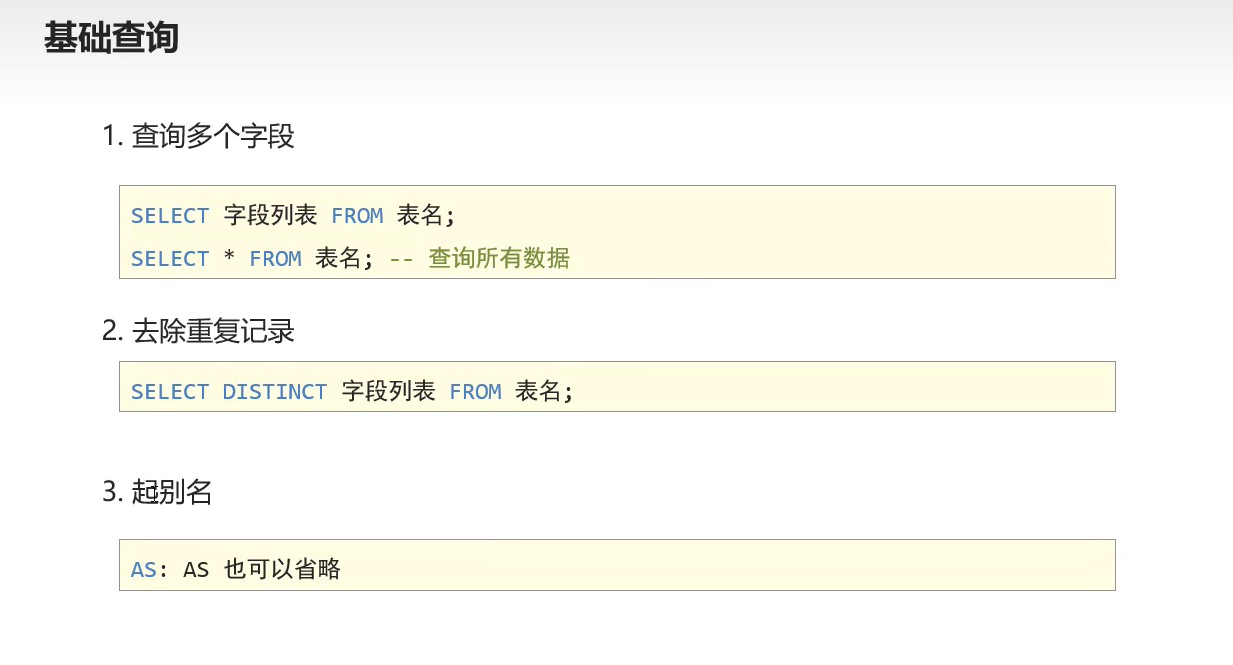 基础查询
1. 查询多个字段
SELECT 字段列表 FROM 表名;
SELECT * FROM 表名; -- 查询所有数据
2. 去除重复记录
SELECT DISTINCT 字段列表 FROM 表名;
3. 起别名
AS: AS 也可以省略